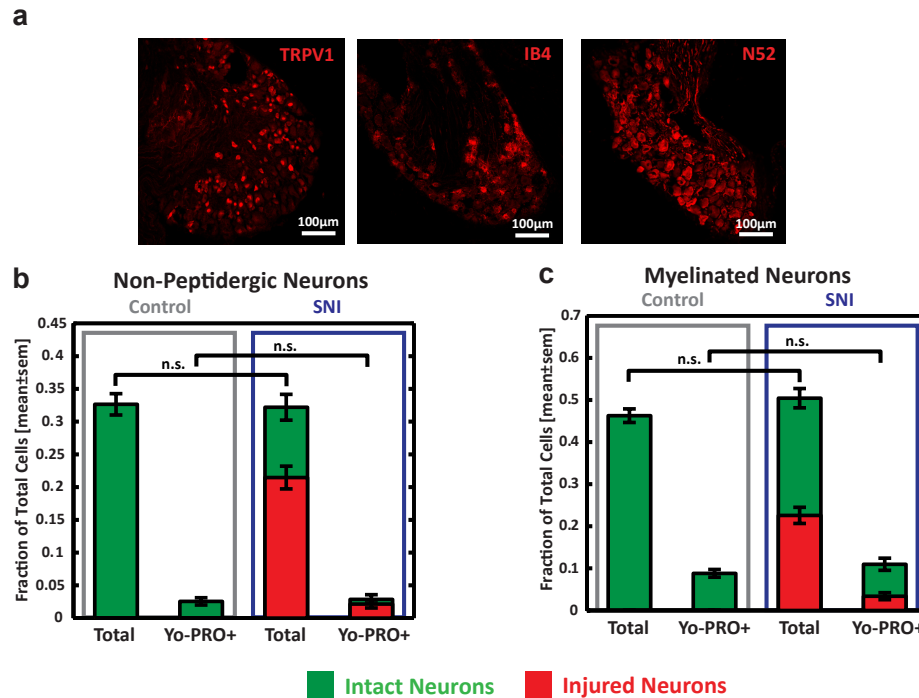 a
TRPV1
IB4
N52
100µm
100µm
100µm
b
Non-Peptidergic Neurons
Control
SNI
Fraction of Total Cells [mean±sem]
0.45
0.4
0.35
0.3
0.25
0.2
0.15
0.1
0.05
0
n.s.
n.s.
Total
Yo-PRO+
Total
Yo-PRO+
c
Myelinated Neurons
Control
SNI
Fraction of Total Cells [mean±sem]
0.7
0.6
0.5
0.4
0.3
0.2
0.1
0
n.s.
n.s.
Total
Yo-PRO+
Total
Yo-PRO+
Intact Neurons
Injured Neurons